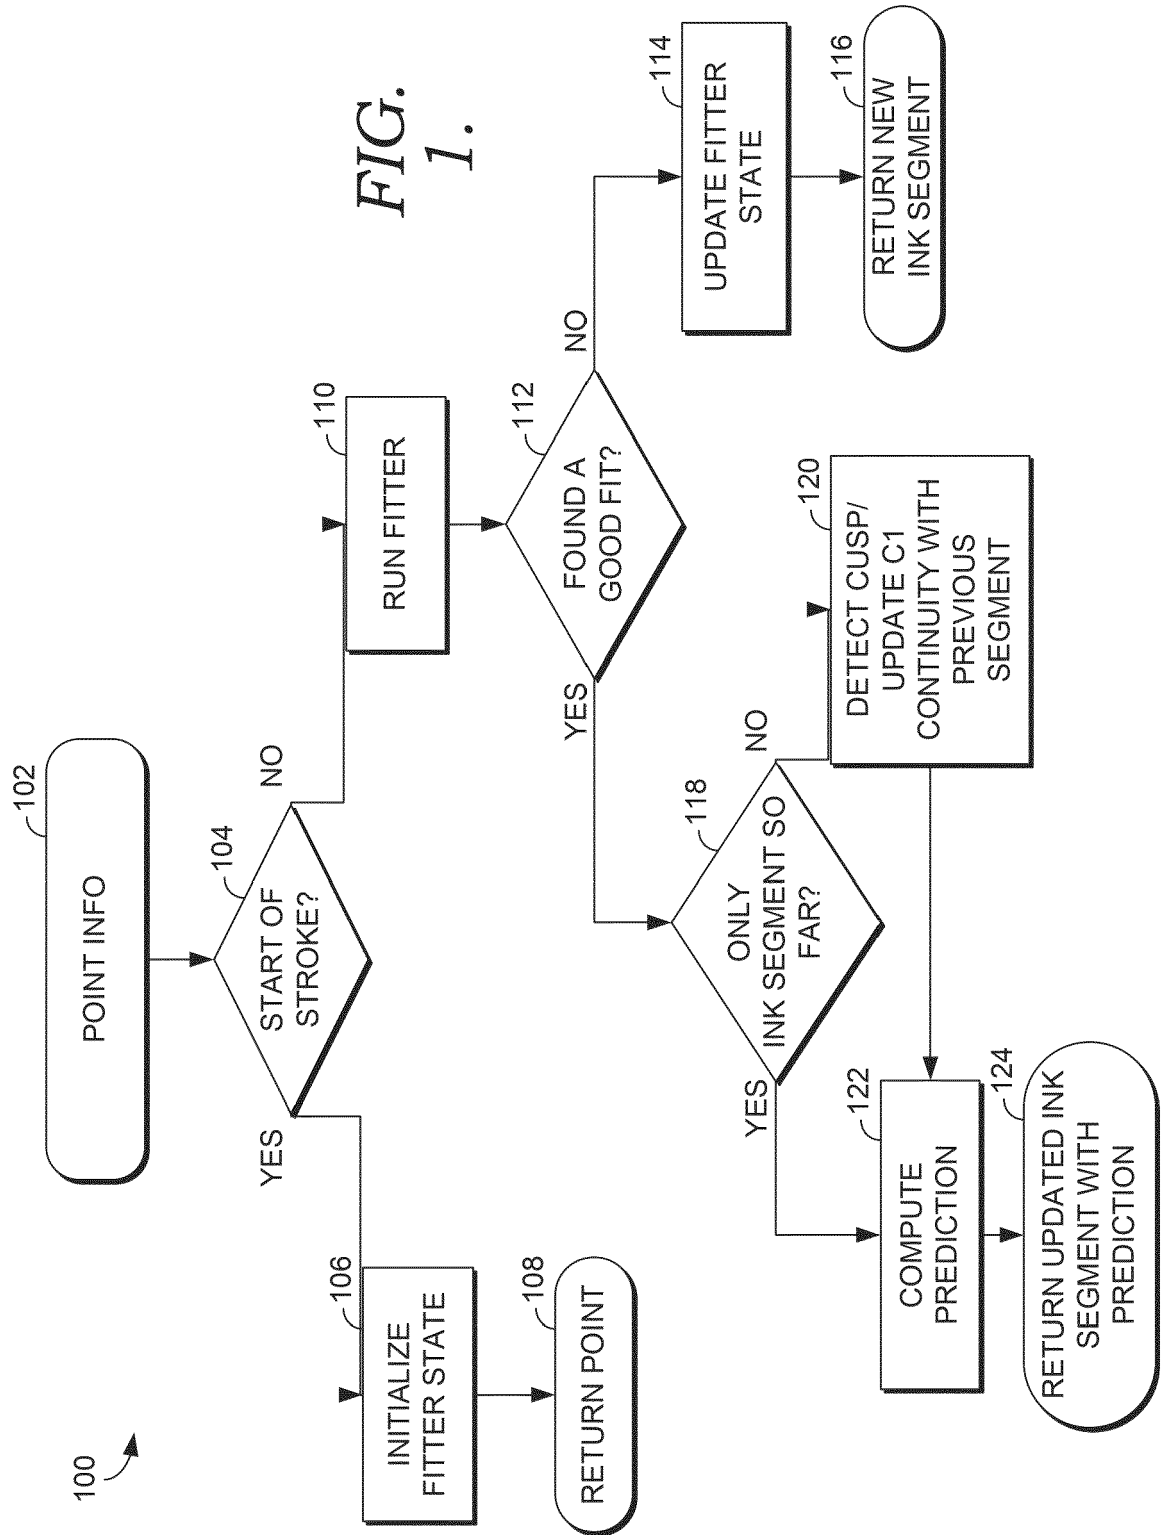 100
102
POINT INFO
104
START OF
STROKE?
YES
NO
106
INITIALIZE
FITTER STATE
108
RETURN POINT
110
RUN FITTER
112
FOUND A
GOOD FIT?
YES
NO
114
UPDATE FITTER
STATE
116
RETURN NEW
INK SEGMENT
118
ONLY
INK SEGMENT SO
FAR?
YES
NO
120
DETECT CUSP/
UPDATE C1
CONTINUITY WITH
PREVIOUS
SEGMENT
122
COMPUTE
PREDICTION
124
RETURN UPDATED INK
SEGMENT WITH
PREDICTION
FIG.
1.